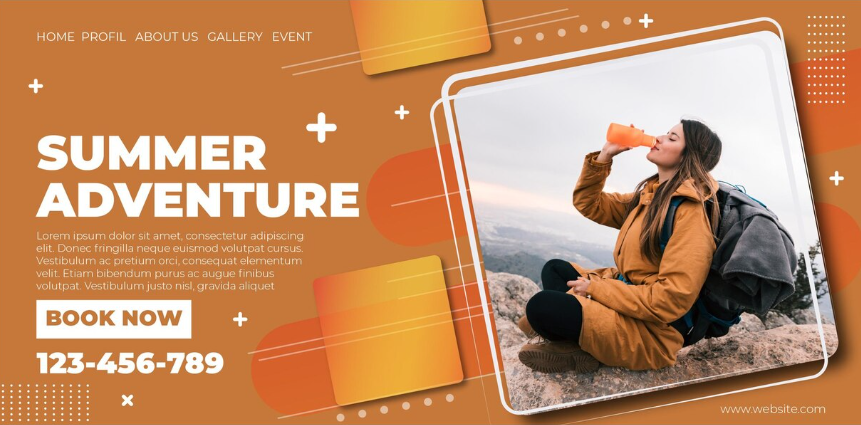 HOME PROFIL ABOUT US GALLERY EVENT
SUMMER
ADVENTURE
Lorem ipsum dolor sit amet, consectetur adipiscing
elit. Donec fringilla neque euismod volutpat cursus.
Vestibulum ac pretium orci, consequat elementum
velit. Etiam bibendum purus ac augue finibus
volutpat. Vestibulum justo nisl, gravida aliquet
BOOK NOW
123-456-789
www.website.com